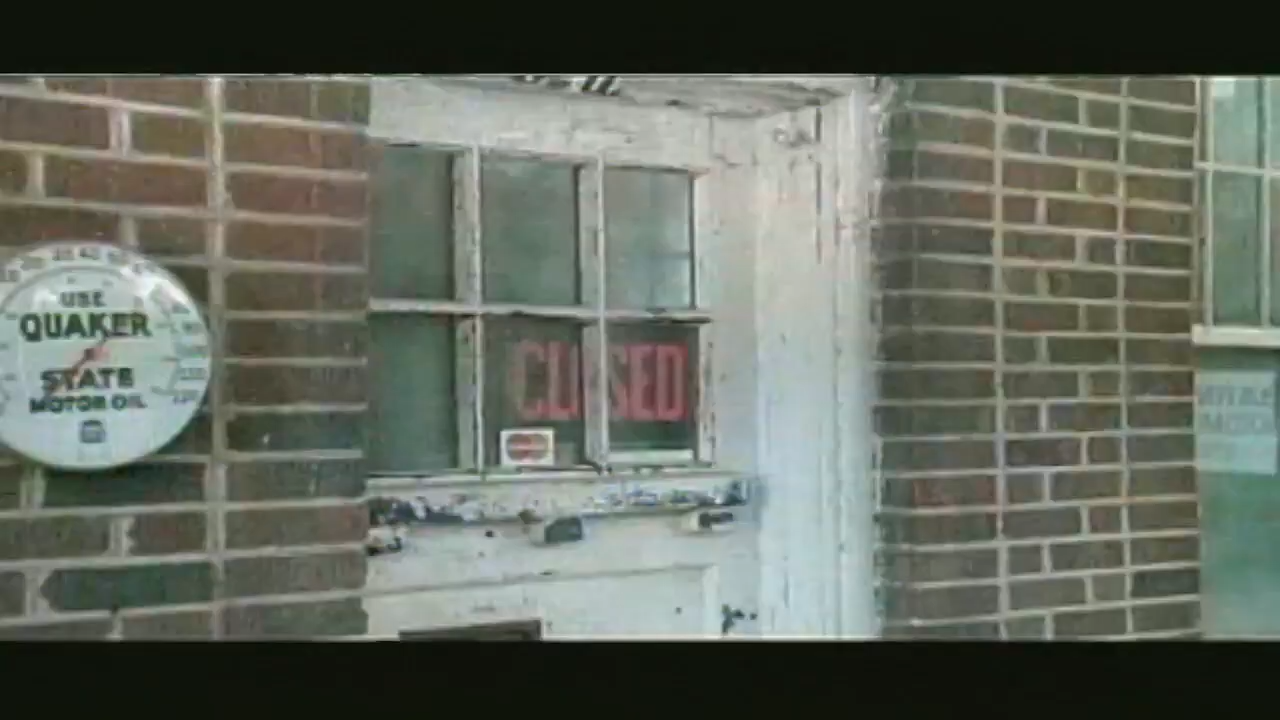 USE
QUAKER
STATE
MOTOR OIL
CLOSED